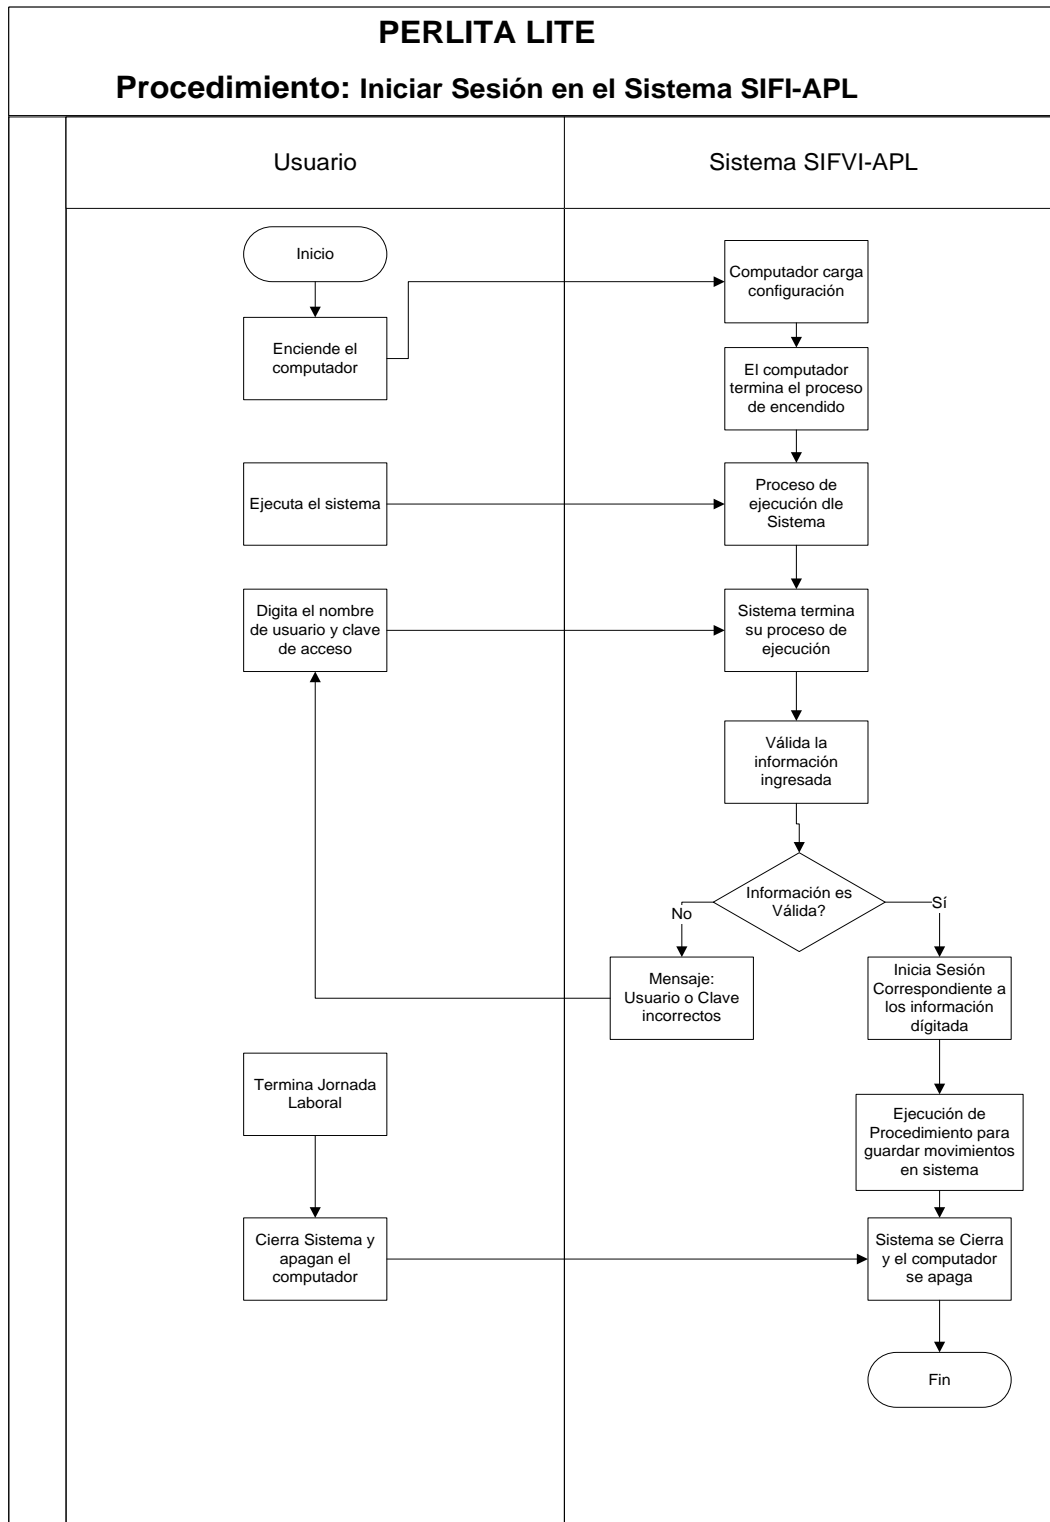 PERLITA LITE
Procedimiento: Iniciar Sesión en el Sistema SIFI-APL
Usuario
Sistema SIFVI-APL
Inicio
Computador carga
configuración
Enciende el
computador
El computador
termina el proceso
de encendido
Ejecuta el sistema
Proceso de
ejecución dle
Sistema
Digita el nombre
de usuario y clave
de acceso
Sistema termina
su proceso de
ejecución
Válida la
información
ingresada
Información es
Válida?
No
Sí
Mensaje:
Usuario o Clave
incorrectos
Inicia Sesión
Correspondiente a
los información
dígitada
Termina Jornada
Laboral
Ejecución de
Procedimiento para
guardar movimientos
en sistema
Cierra Sistema y
apagan el
computador
Sistema se Cierra
y el computador
se apaga
Fin